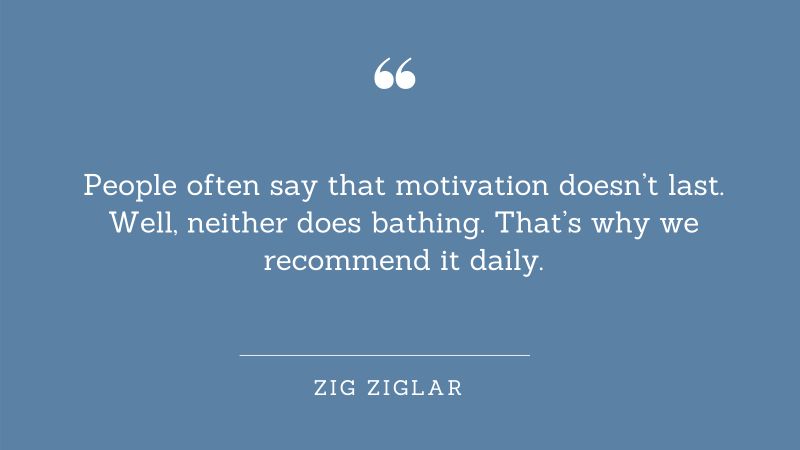 “
People often say that motivation doesn’t last.
Well, neither does bathing. That’s why we
recommend it daily.
ZIG ZIGLAR